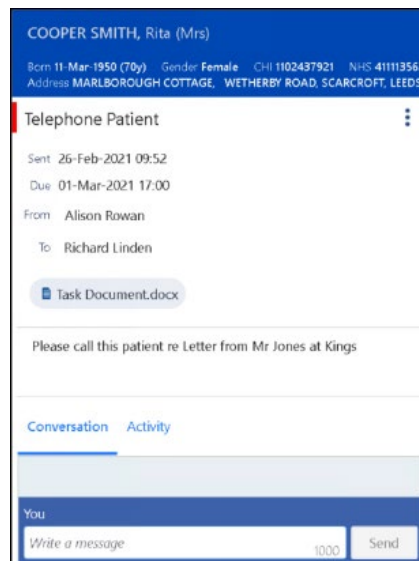 COOPER SMITH, Rita (Mrs)
Born 11-Mar-1950 (70y) Gender Female CHI 1102437921 NHS 41111356
Address MARLBOROUGH COTTAGE, WETHERBY ROAD, SCARCROFT, LEEDS
Telephone Patient
Sent 26-Feb-2021 09:52
Due 01-Mar-2021 17:00
From Alison Rowan
To Richard Linden
Task Document.docx
Please call this patient re Letter from Mr Jones at Kings
Conversation Activity
You
Write a message 1000 Send